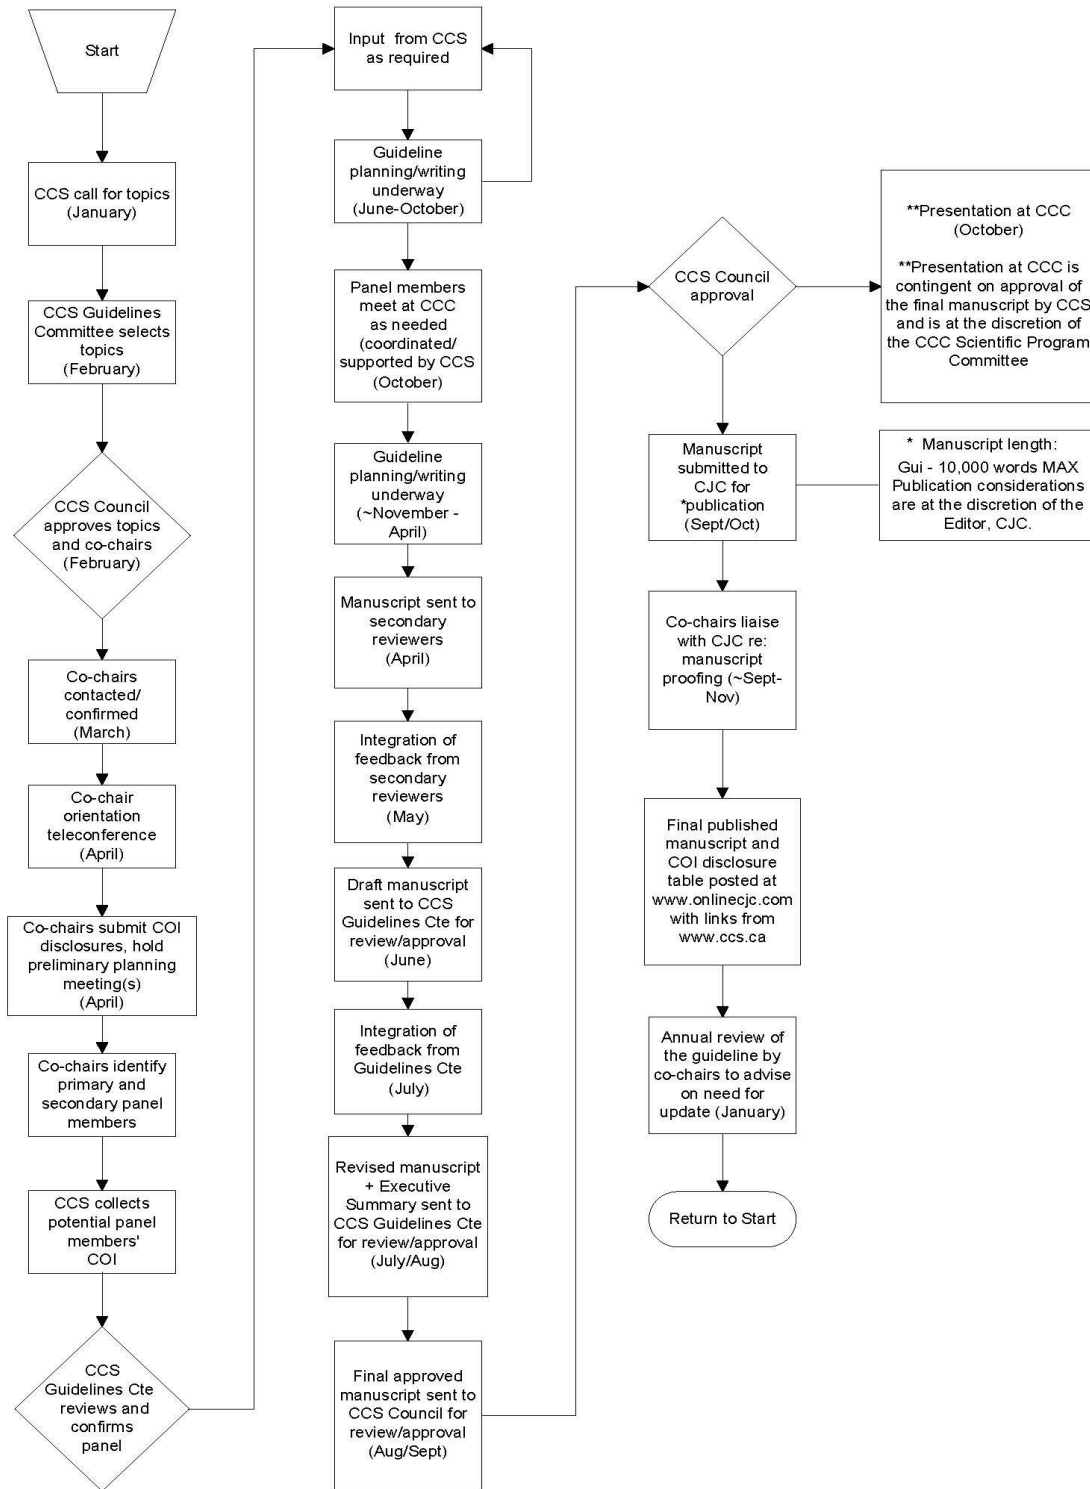 Start
CCS call for topics
(January)
CCS Guidelines
Committee selects
topics
(February)
CCS Council
approves topics
and co-chairs
(February)
Co-chairs
contacted/
confirmed
(March)
Co-chair
orientation
teleconference
(April)
Co-chairs submit COI
disclosures, hold
preliminary planning
meeting(s)
(April)
Co-chairs identify
primary and
secondary panel
members
CCS collects
potential panel
members'
COI
CCS
Guidelines Cte
reviews and
confirms
panel
Input from CCS
as required
Guideline
planning/writing
underway
(June-October)
Panel members
meet at CCC
as needed
(coordinated/
supported by CCS
(October)
Guideline
planning/writing
underway
(~November -
April)
Manuscript sent to
secondary
reviewers
(April)
Integration of
feedback from
secondary
reviewers
(May)
Draft manuscript
sent to CCS
Guidelines Cte for
review/approval
(June)
Integration of
feedback from
Guidelines Cte
(July)
Revised manuscript
+ Executive
Summary sent to
CCS Guidelines Cte
for review/approval
(July/Aug)
Final approved
manuscript sent to
CCS Council for
review/approval
(Aug/Sept)
CCS Council
approval
**Presentation at CCC
(October)
**Presentation at CCC is
contingent on approval of
the final manuscript by CCS
and is at the discretion of
the CCC Scientific Program
Committee
Manuscript
submitted to
CJC for
*publication
(Sept/Oct)
* Manuscript length:
Gui - 10,000 words MAX
Publication considerations
are at the discretion of the
Editor, CJC.
Co-chairs liaise
with CJC re:
manuscript
proofing (~Sept-
Nov)
Final published
manuscript and
COI disclosure
table posted at
www.onlinecjc.com
with links from
www.ccs.ca
Annual review of
the guideline by
co-chairs to advise
on need for
update (January)
Return to Start